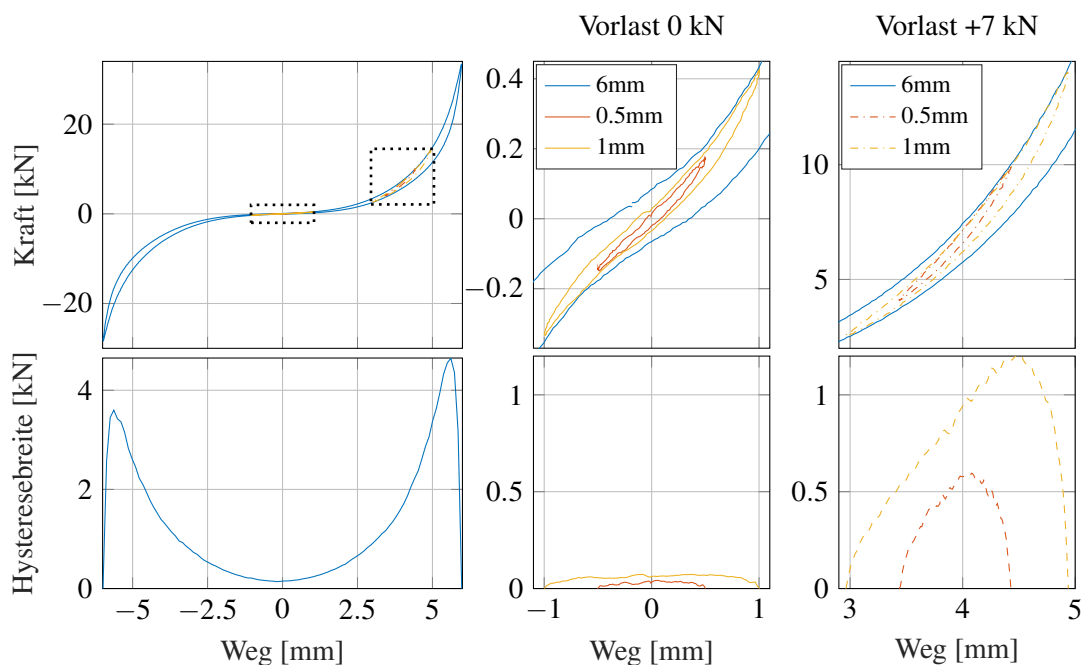 Vorlast 0 kN
Vorlast +7 kN
Kraft [kN]
20
0
−20
0.4
0.2
0
−0.2
6mm
0.5mm
1mm
10
5
6mm
0.5mm
1mm
Hysteresebreite [kN]
4
2
0
−5
−2.5
0
2.5
5
Weg [mm]
1
0.5
0
−1
0
1
Weg [mm]
1
0.5
0
3
4
5
Weg [mm]